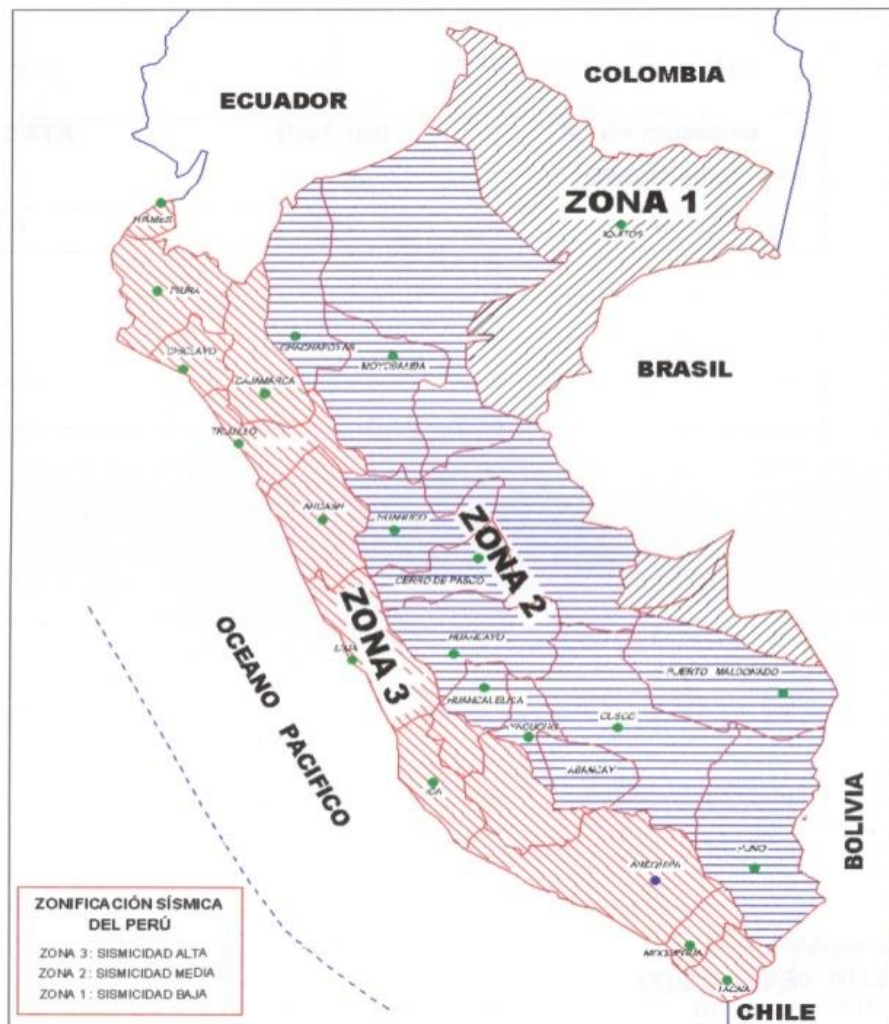 COLOMBIA
ECUADOR
ZONA 1
IQUITOS
TUMBES
PIURA
CHACHAPOYAS
CHICLAYO
MOYOBAMBA
BRASIL
CAJAMARCA
TRUJILLO
ANCASH
HUANUCO
ZONA 2
CERRO DE PASCO
ZONA 3
HUANCAYO
LIMA
PUERTO MALDONADO
HUANCAVELICA
CUSCO
AYACUCHO
ABANCAY
OCEANO PACIFICO
ICA
BOLIVIA
PUNO
AREQUIPA
MOQUEGUA
TACNA
CHILE
ZONIFICACIÓN SÍSMICA
DEL PERÚ
ZONA 3 : SISMICIDAD ALTA
ZONA 2 : SISMICIDAD MEDIA
ZONA 1 : SISMICIDAD BAJA